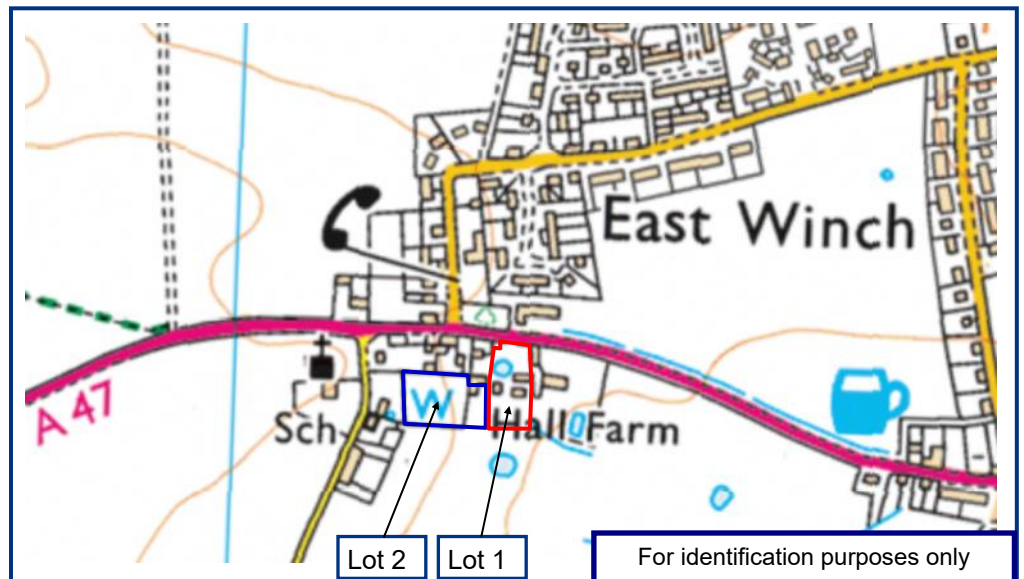 East Winch
A 47
W
Sch
Hall Farm
Lot 2
Lot 1
For identification purposes only